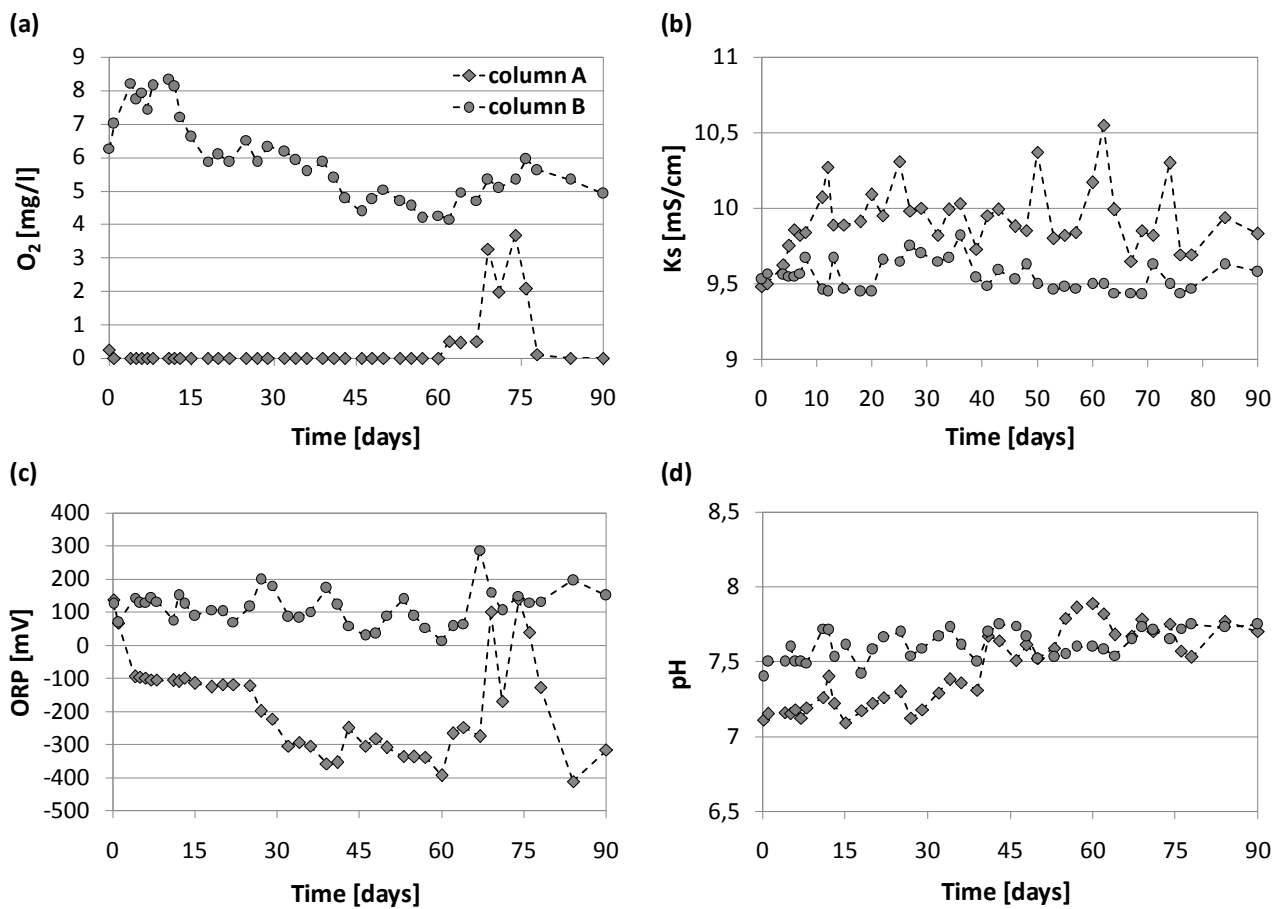 (a)
O2 [mg/l]
9
8
7
6
5
4
3
2
1
0
column A
column B
0 15 30 45 60 75 90
Time [days]
(b)
Ks [mS/cm]
11
10,5
10
9,5
9
0 10 20 30 40 50 60 70 80 90
Time [days]
(c)
ORP [mV]
400
300
200
100
0
-100
-200
-300
-400
-500
0 15 30 45 60 75 90
Time [days]
(d)
pH
8,5
8
7,5
7
6,5
0 15 30 45 60 75 90
Time [days]